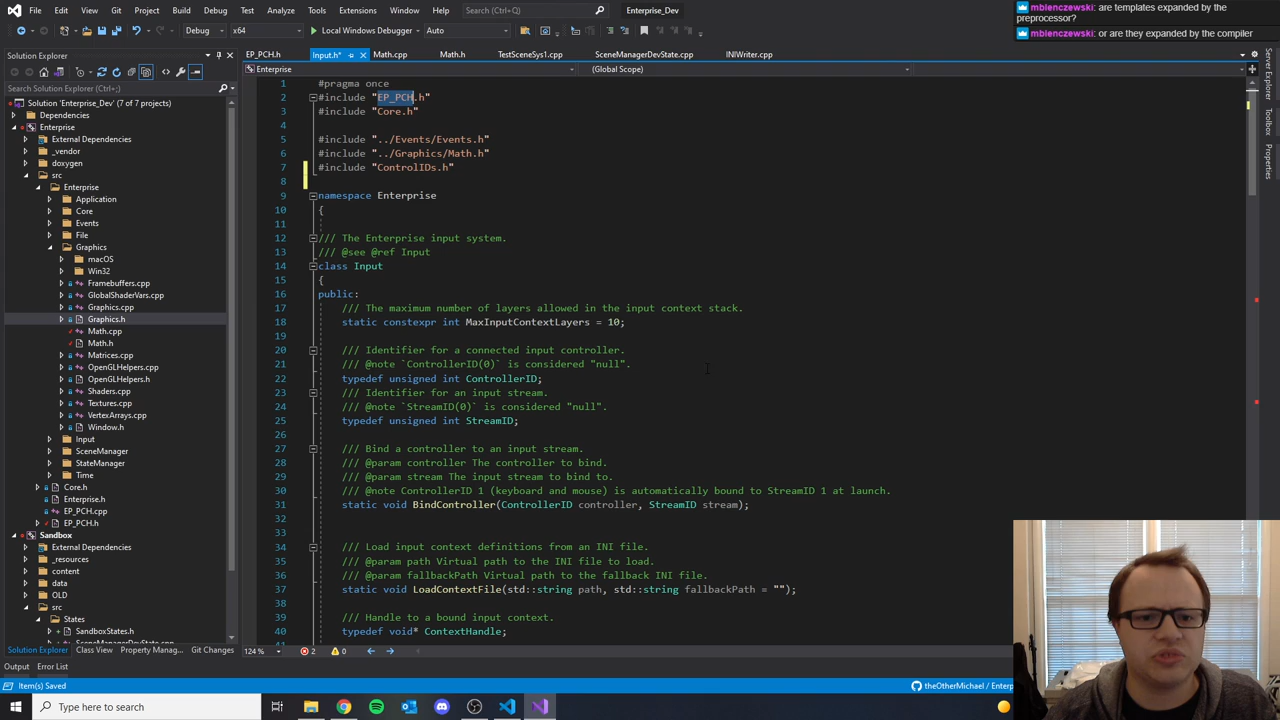 File Edit View Git Project Build Debug Test Analyze Tools Extensions Window Help Search (Ctrl+Q) Enterprise_Dev
mbienczewski: are templates expanded by the
preprocessor?
mbienczewski: or are they expanded by the compiler
Debug x64 Local Windows Debugger Auto
Solution Explorer
EP_PCH.h Input.h* Math.cpp Math.h TestSceneSys1.cpp SceneManagerDevState.cpp INIWriter.cpp
Enterprise (Global Scope)
Search Solution Explorer (Ctrl+;)
Solution 'Enterprise_Dev' (7 of 7 projects)
Dependencies
Enterprise
External Dependencies
_vendor
doxygen
src
Enterprise
Application
Core
Events
File
Graphics
macOS
Win32
Framebuffers.cpp
GlobalShaderVars.cpp
Graphics.cpp
Graphics.h
Math.cpp
Math.h
Matrices.cpp
OpenGLHelpers.cpp
OpenGLHelpers.h
Shaders.cpp
Textures.cpp
VertexArrays.cpp
Window.h
Input
SceneManager
StateManager
Time
Core.h
Enterprise.h
EP_PCH.cpp
EP_PCH.h
Sandbox
External Dependencies
_resources
content
data
OLD
src
States
SandboxStates.h
SceneManagerDevState.cpp
1 #pragma once
2 #include "EP_PCH.h"
3 #include "Core.h"
4
5 #include "../Events/Events.h"
6 #include "../Graphics/Math.h"
7 #include "ControlIDs.h"
8
9 namespace Enterprise
10 {
11
12 /// The Enterprise input system.
13 /// @see @ref Input
14 class Input
15 {
16 public:
17 /// The maximum number of layers allowed in the input context stack.
18 static constexpr int MaxInputContextLayers = 10;
19
20 /// Identifier for a connected input controller.
21 /// @note `ControllerID(0)` is considered "null".
22 typedef unsigned int ControllerID;
23 /// Identifier for an input stream.
24 /// @note `StreamID(0)` is considered "null".
25 typedef unsigned int StreamID;
26
27 /// Bind a controller to an input stream.
28 /// @param controller The controller to bind.
29 /// @param stream The input stream to bind to.
30 /// @note ControllerID 1 (keyboard and mouse) is automatically bound to StreamID 1 at launch.
31 static void BindController(ControllerID controller, StreamID stream);
32
33
34 /// Load input context definitions from an INI file.
35 /// @param path Virtual path to the INI file to load.
36 /// @param fallbackPath Virtual path to the fallback INI file.
37 static void LoadContextFile(std::string path, std::string fallbackPath = "");
38
39 /// Handle to a bound input context.
40 typedef void* ContextHandle;
Server Explorer
Toolbox
Properties
Solution Explorer Class View Property Manag... Git Changes
124 % 2 0
Output Error List
Item(s) Saved
theOtherMichael / Enterp
Type here to search